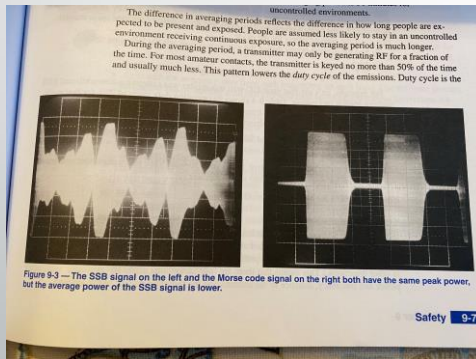 uncontrolled environments.
The difference in averaging periods reflects the difference in how long people are ex-
pected to be present and exposed. People are assumed less likely to stay in an uncontrolled
environment receiving continuous exposure, so the averaging period is much longer.
During the averaging period, a transmitter may only be generating RF for a fraction of
the time. For most amateur contacts, the transmitter is keyed no more than 50% of the time
and usually much less. This pattern lowers the duty cycle of the emissions. Duty cycle is the
Figure 9-3 — The SSB signal on the left and the Morse code signal on the right both have the same peak power,
but the average power of the SSB signal is lower.
Safety 9-7